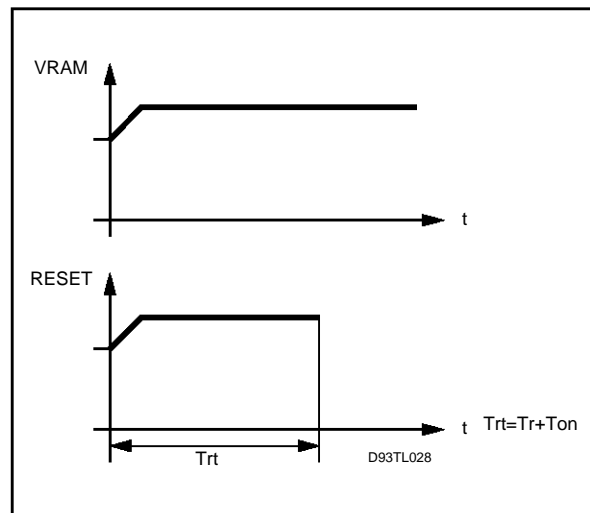 VRAM
t
RESET
t
Trt=Tr+Ton
Trt
D93TL028